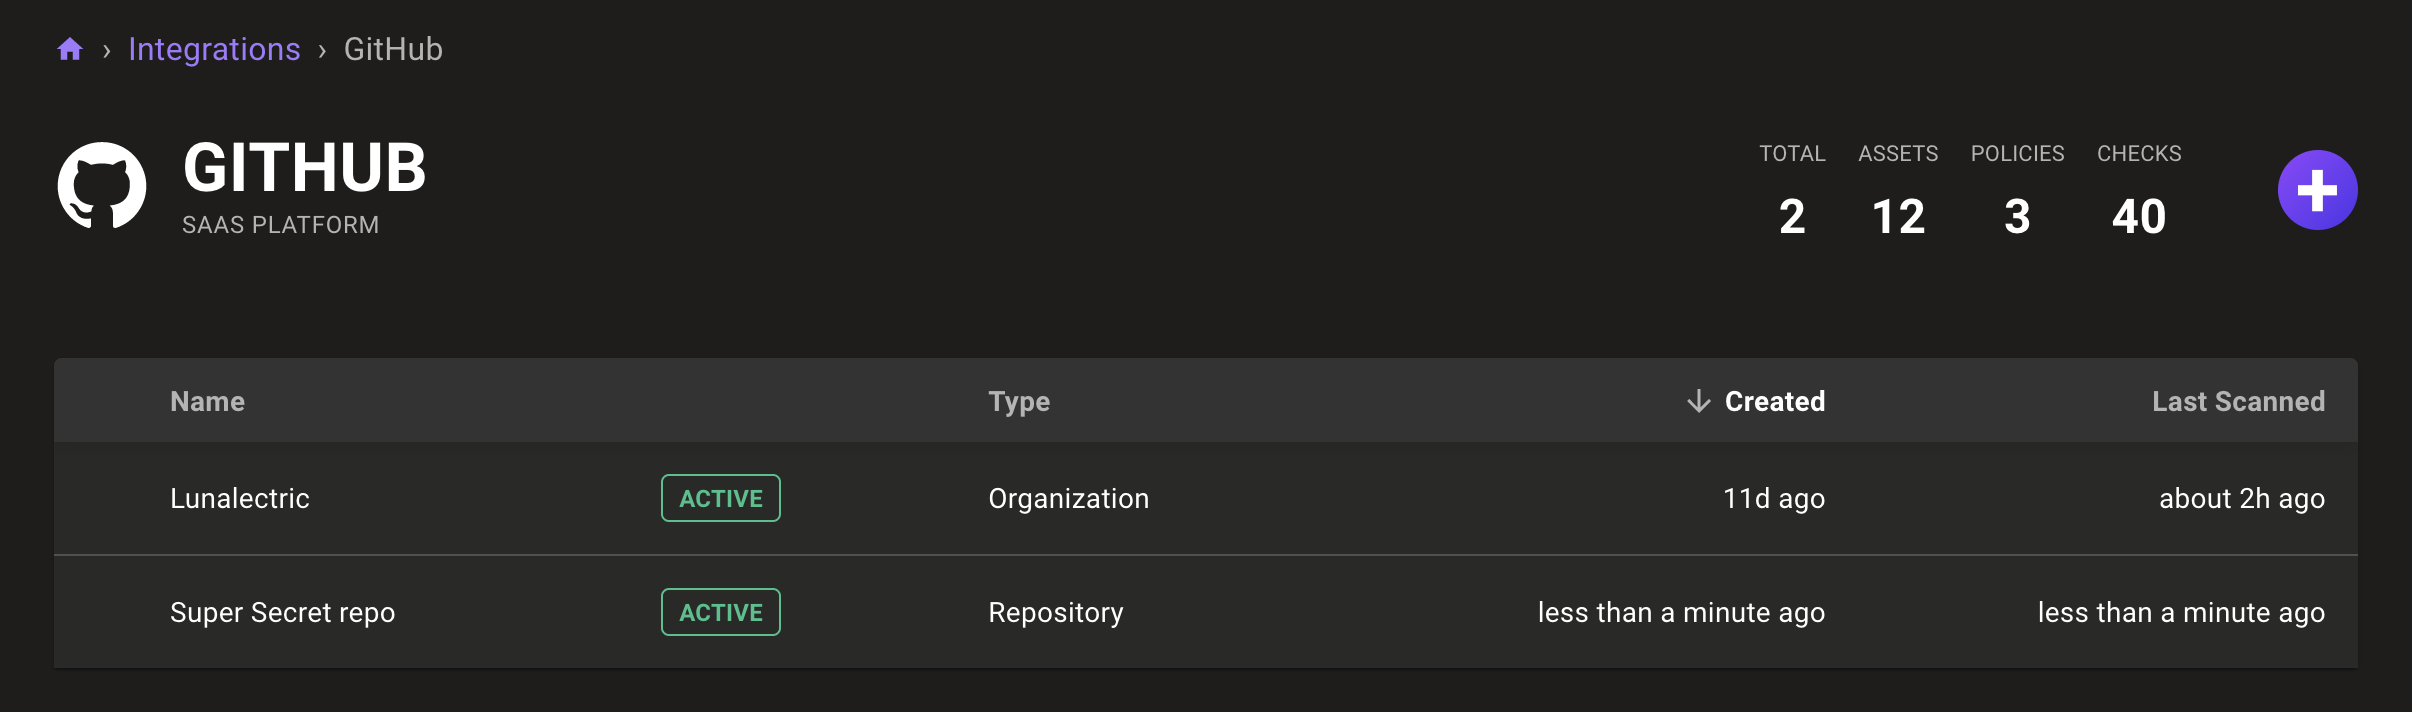 › Integrations › GitHub
GITHUB
SAAS PLATFORM
TOTAL ASSETS POLICIES CHECKS
2 12 3 40
Name Type Created Last Scanned
Lunalectric ACTIVE Organization 11d ago about 2h ago
Super Secret repo ACTIVE Repository less than a minute ago less than a minute ago